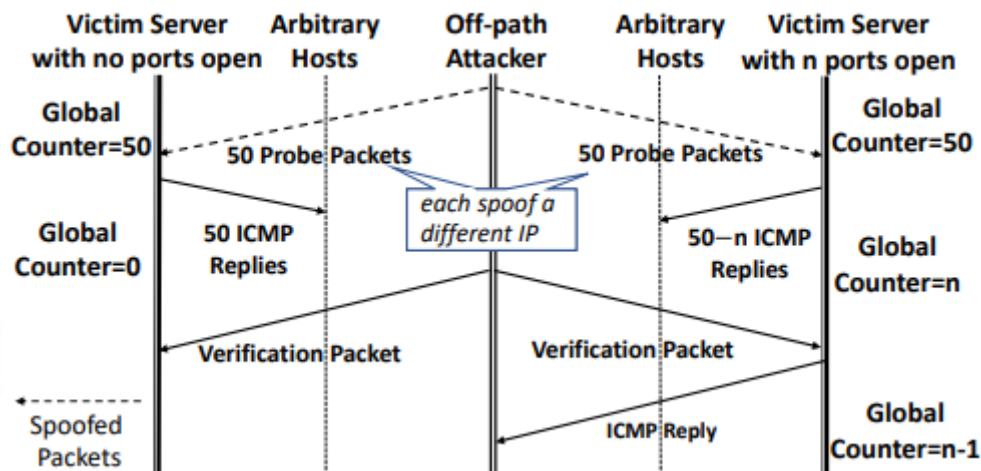 Victim Server
with no ports open
Arbitrary
Hosts
Off-path
Attacker
Arbitrary
Hosts
Victim Server
with n ports open
Global
Counter=50
50 Probe Packets
50 Probe Packets
Global
Counter=50
each spoof a
different IP
Global
Counter=0
50 ICMP
Replies
50−n ICMP
Replies
Global
Counter=n
Verification Packet
Verification Packet
Spoofed
Packets
ICMP Reply
Global
Counter=n-1